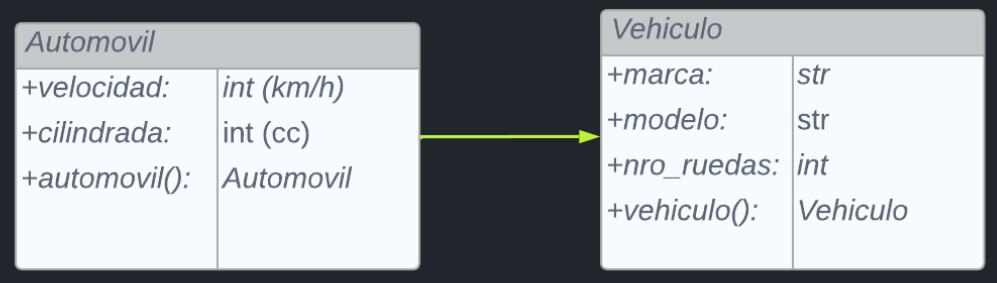 Automovil
+velocidad: int (km/h)
+cilindrada: int (cc)
+automovil(): Automovil
Vehiculo
+marca: str
+modelo: str
+nro_ruedas: int
+vehiculo(): Vehiculo